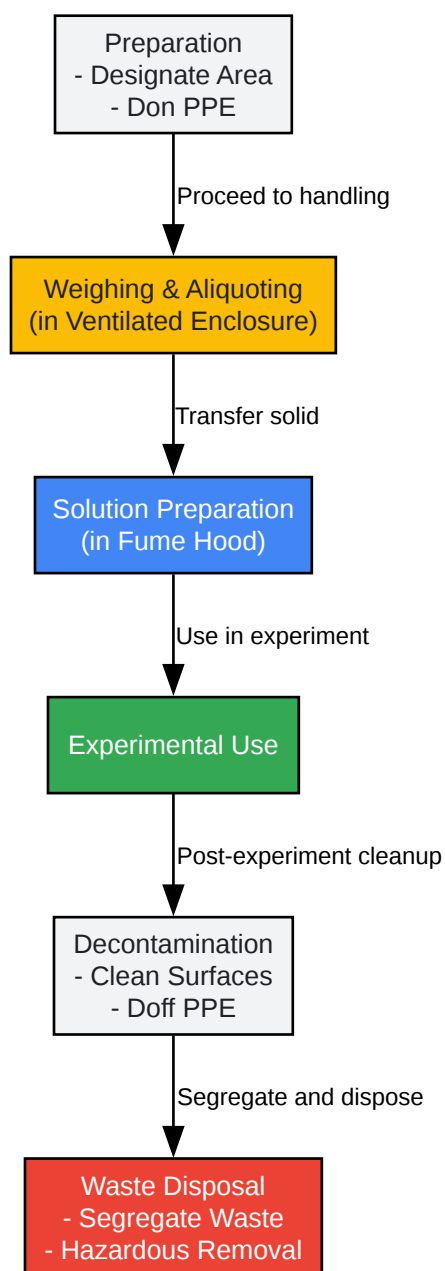 Preparation
- Designate Area
- Don PPE
Proceed to handling
Weighing & Aliquoting
(in Ventilated Enclosure)
Transfer solid
Solution Preparation
(in Fume Hood)
Use in experiment
Experimental Use
Post-experiment cleanup
Decontamination
- Clean Surfaces
- Doff PPE
Segregate and dispose
Waste Disposal
- Segregate Waste
- Hazardous Removal